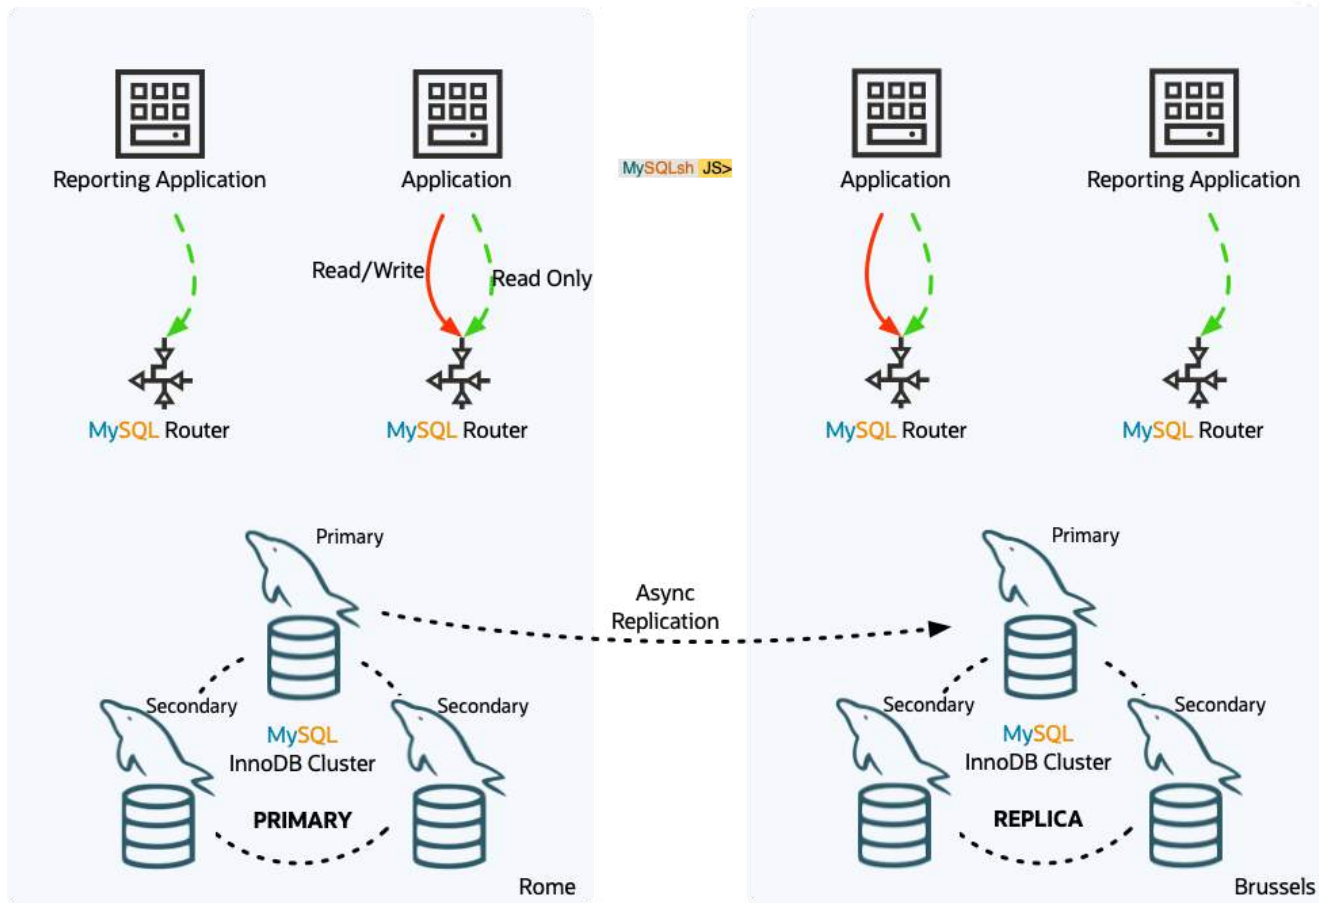 Reporting Application
Application
MySQLsh JS>
Application
Reporting Application
Read/Write
Read Only
MySQL Router
MySQL Router
MySQL Router
MySQL Router
Primary
Primary
Async
Replication
Secondary
Secondary
Secondary
Secondary
MySQL
InnoDB Cluster
MySQL
InnoDB Cluster
PRIMARY
REPLICA
Rome
Brussels